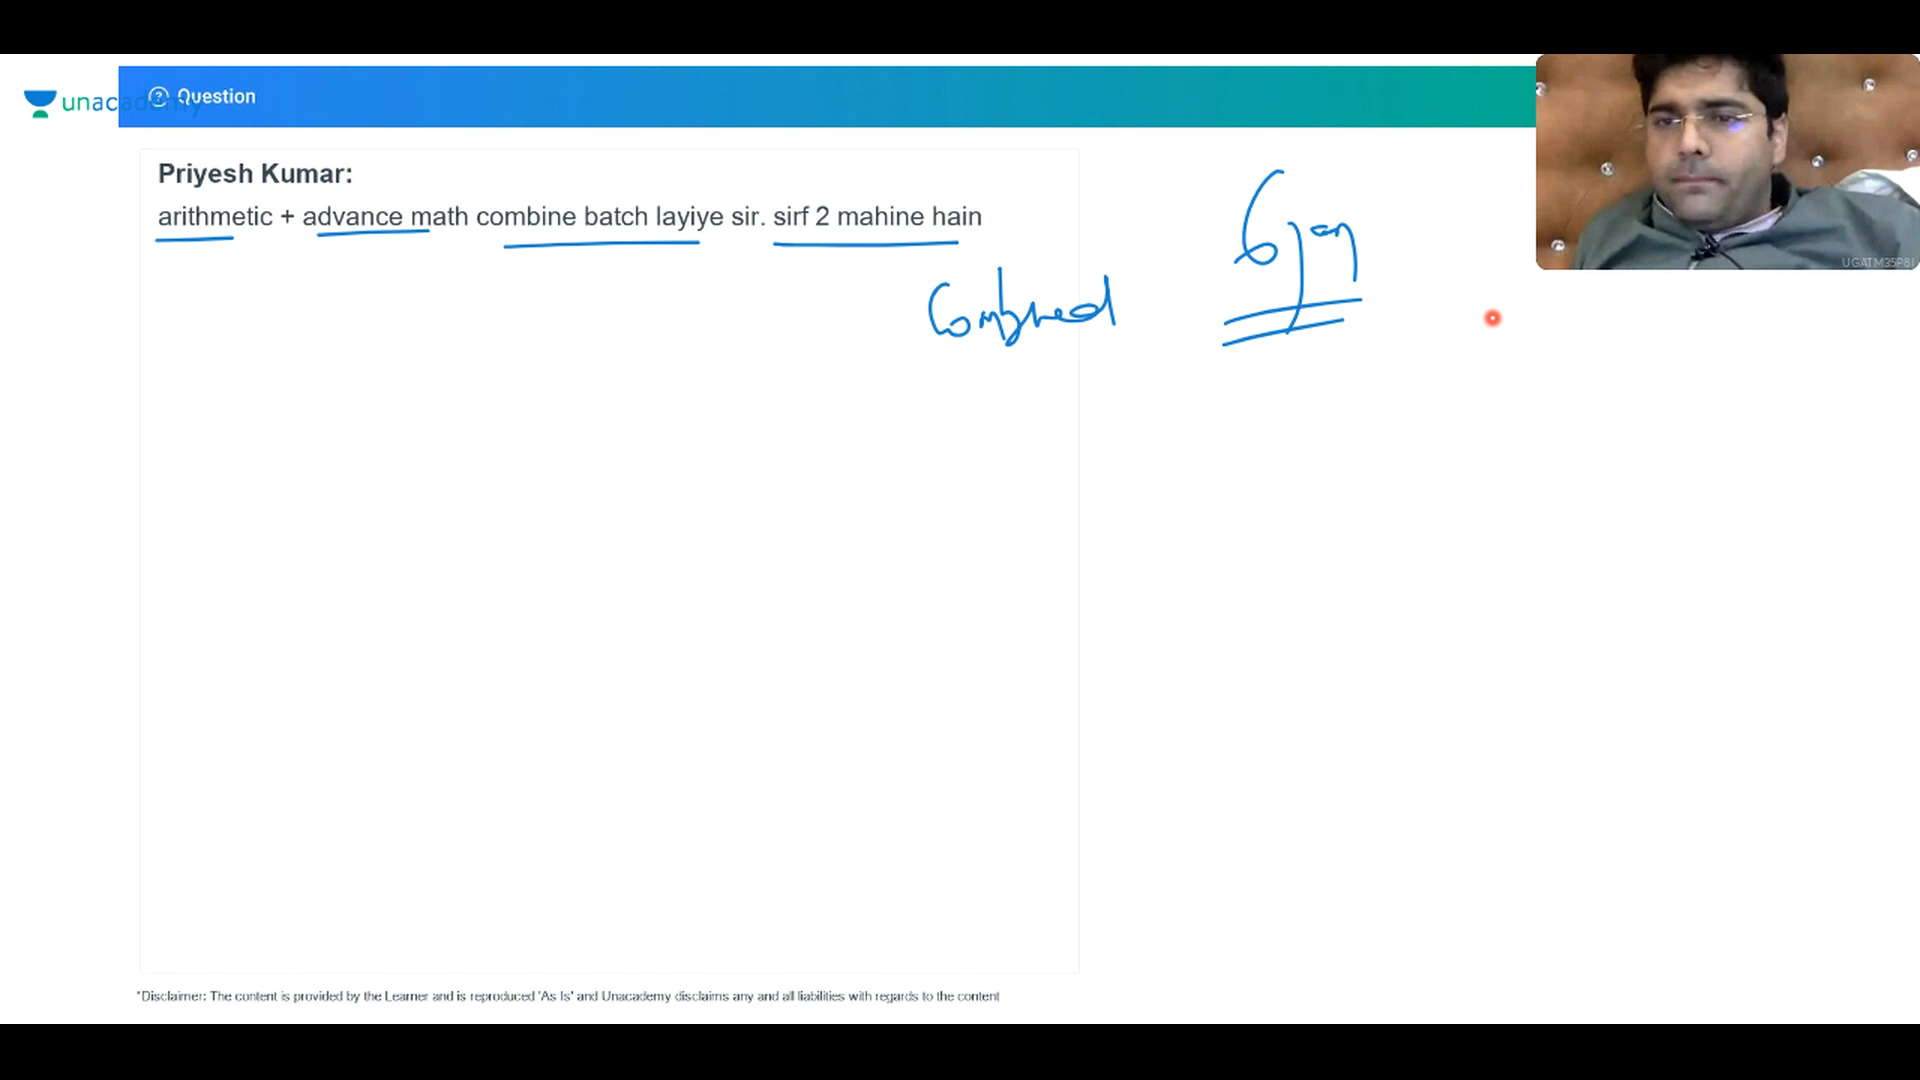 unacademy
Question
Priyesh Kumar:
arithmetic + advance math combine batch layiye sir. sirf 2 mahine hain
6 jan
Combined
UGATM35P8I
*Disclaimer: The content is provided by the Learner and is reproduced 'As Is' and Unacademy disclaims any and all liabilities with regards to the content